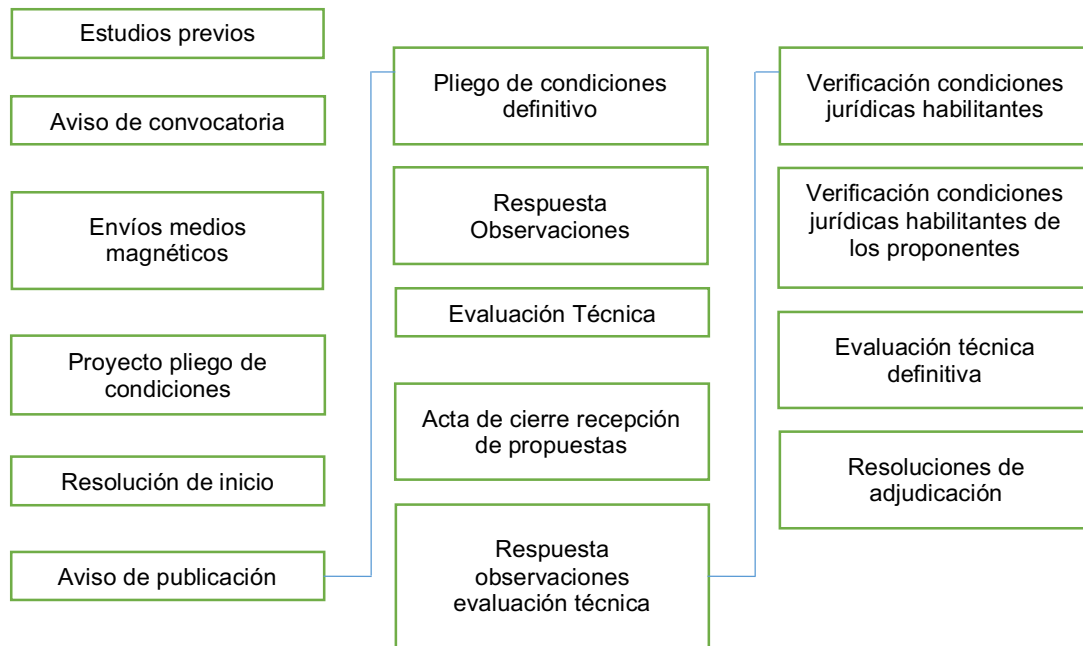 Estudios previos
Aviso de convocatoria
Envíos medios
magnéticos
Proyecto pliego de
condiciones
Resolución de inicio
Aviso de publicación
Pliego de condiciones
definitivo
Respuesta
Observaciones
Evaluación Técnica
Acta de cierre recepción
de propuestas
Respuesta
observaciones
evaluación técnica
Verificación condiciones
jurídicas habilitantes
Verificación condiciones
jurídicas habilitantes de
los proponentes
Evaluación técnica
definitiva
Resoluciones de
adjudicación